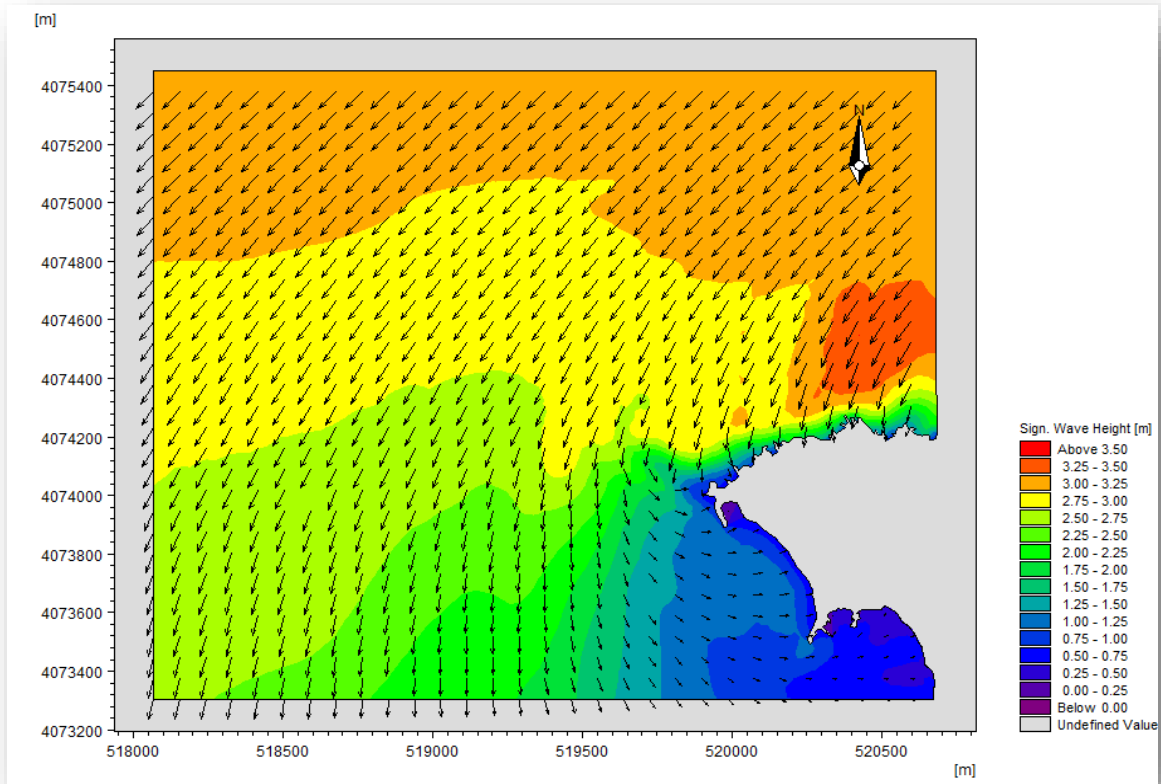 [m]
4075400
4075200
4075000
4074800
4074600
4074400
4074200
4074000
4073800
4073600
4073400
4073200
518000 518500 519000 519500 520000 520500
[m]
N
Sign. Wave Height [m]
Above 3.50
3.25 - 3.50
3.00 - 3.25
2.75 - 3.00
2.50 - 2.75
2.25 - 2.50
2.00 - 2.25
1.75 - 2.00
1.50 - 1.75
1.25 - 1.50
1.00 - 1.25
0.75 - 1.00
0.50 - 0.75
0.25 - 0.50
0.00 - 0.25
Below 0.00
Undefined Value